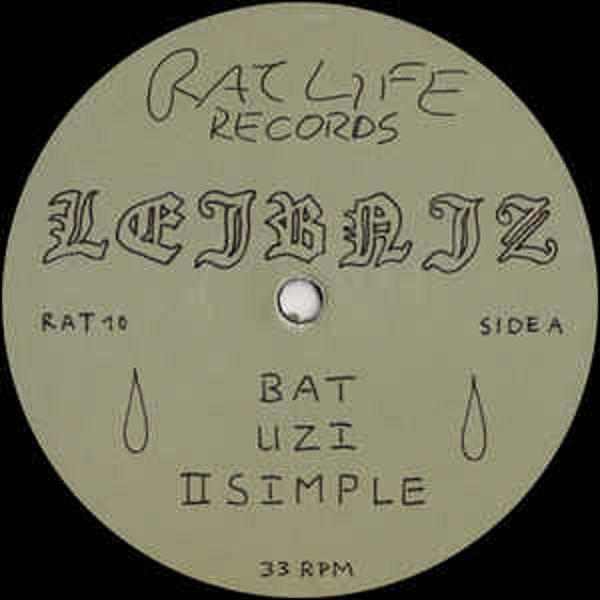 RAT LIFE
RECORDS
LEIBNIZ
RAT 10
SIDE A
BAT
UZI
II SIMPLE
33 RPM